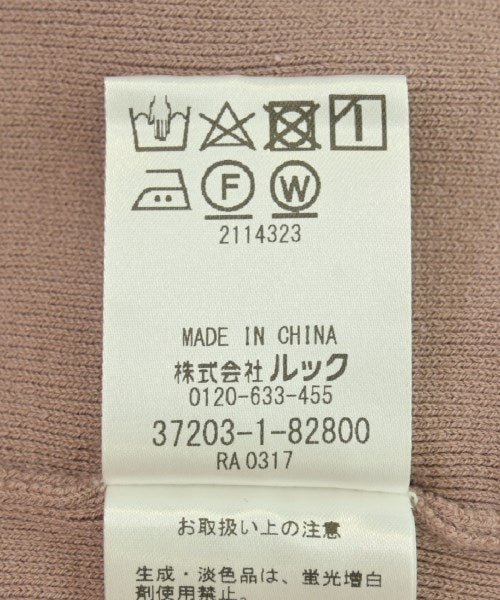 F W
2114323
MADE IN CHINA
株式会社ルック
0120-633-455
37203-1-82800
RA 0317
お取扱い上の注意
生成・淡色品は、蛍光増白
剤使用禁止。